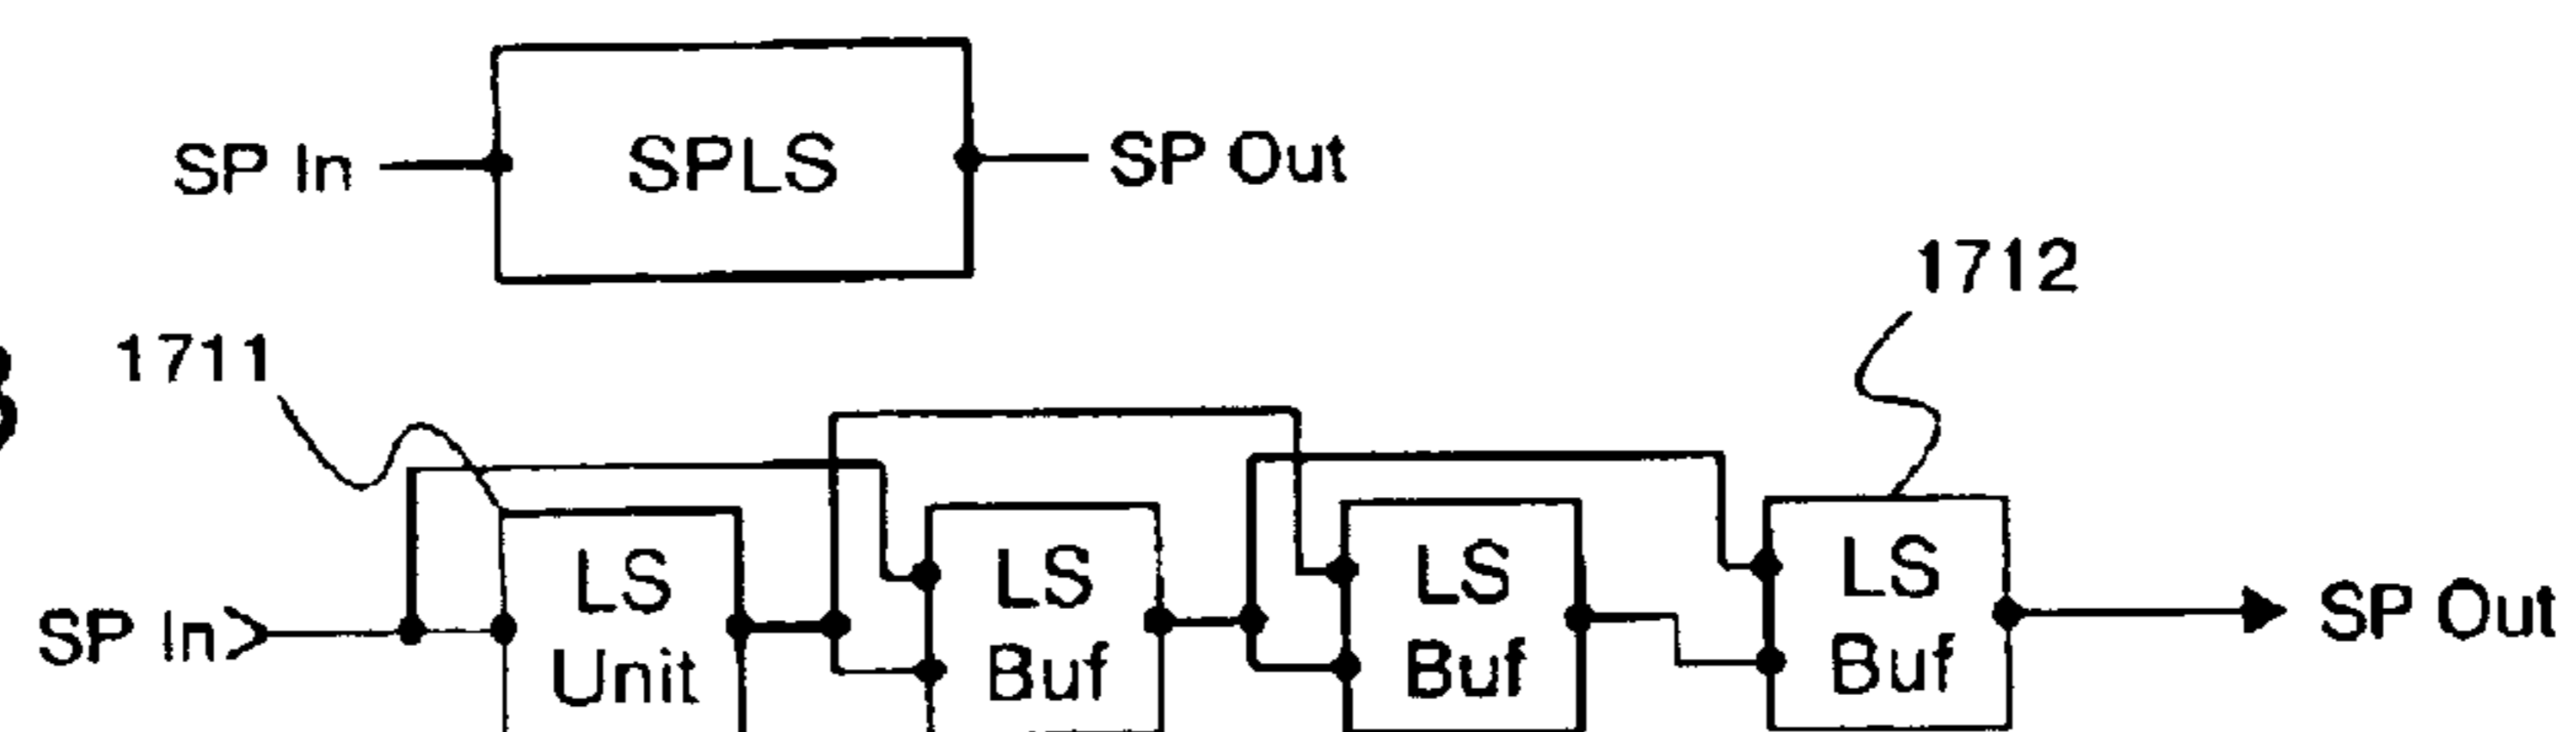 SP In
SPLS
SP Out
1712
1711
SP In
LS
Unit
LS
Buf
LS
Buf
LS
Buf
SP Out